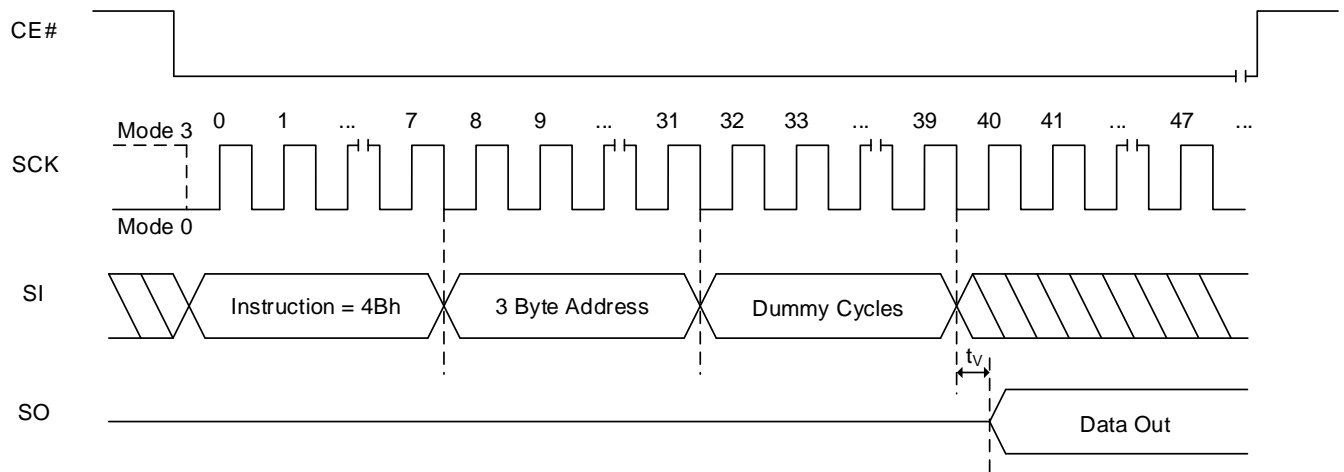 CE#
0 1 ... 7 8 9 ... 31 32 33 ... 39 40 41 ... 47 ...
Mode 3
SCK
Mode 0
SI
Instruction = 4Bh
3 Byte Address
Dummy Cycles
tV
SO
Data Out